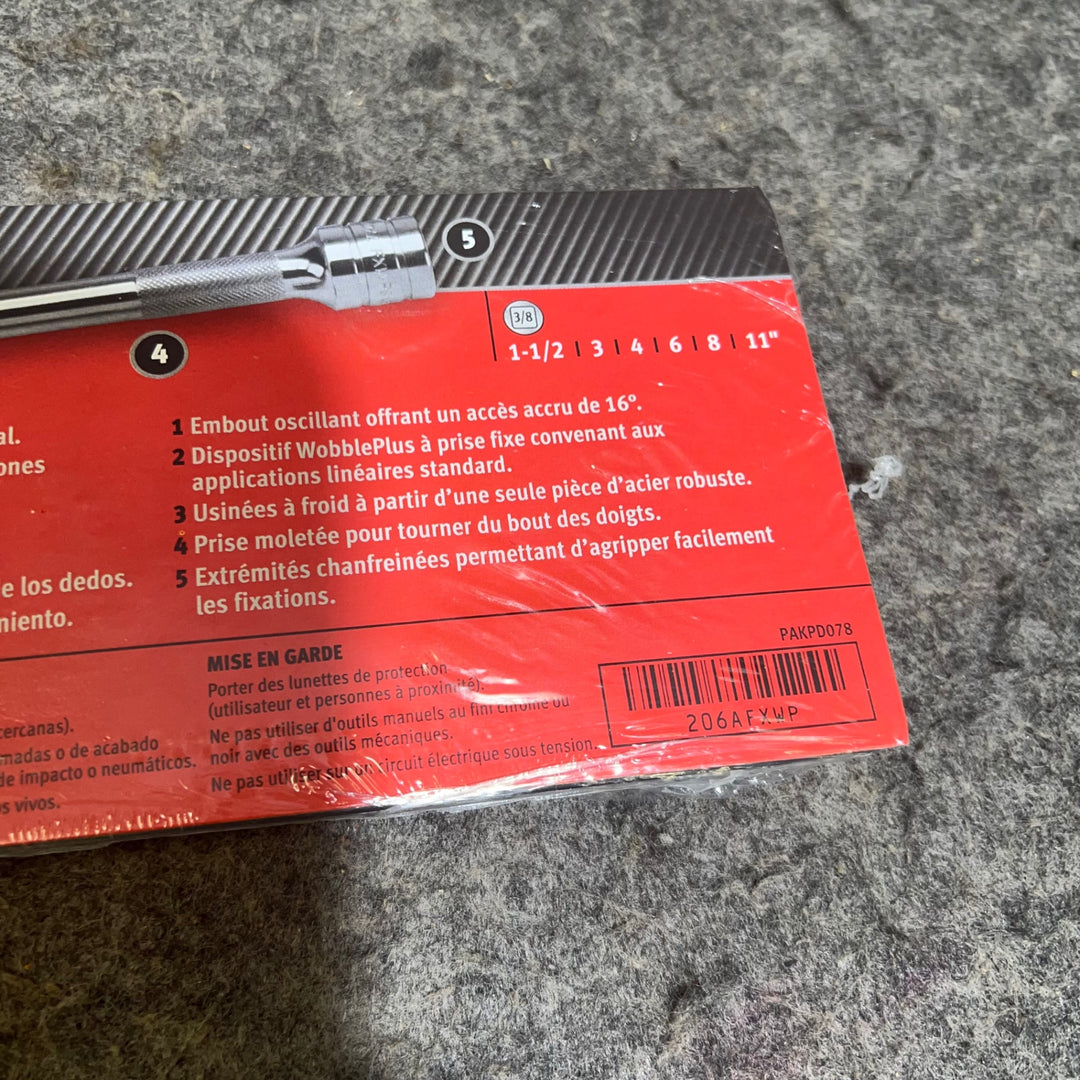 5
3/8
4
1-1/2 | 3 | 4 | 6 | 8 | 11"
al.
ones
e los dedos.
niento.
1 Embout oscillant offrant un accès accru de 16º.
2 Dispositif WobblePlus à prise fixe convenant aux
applications linéaires standard.
3 Usinées à froid à partir d'une seule pièce d'acier robuste.
4 Prise moletée pour tourner du bout des doigts.
5 Extrémités chanfreinées permettant d'agripper facilement
les fixations.
cercanas).
madas o de acabado
de impacto o neumáticos.
s vivos.
MISE EN GARDE
Porter des lunettes de protection
(utilisateur et personnes à proximité).
Ne pas utiliser d'outils manuels au fini chromé ou
noir avec des outils mécaniques.
Ne pas utiliser sur un circuit électrique sous tension.
PAKPD078
206AFXWP